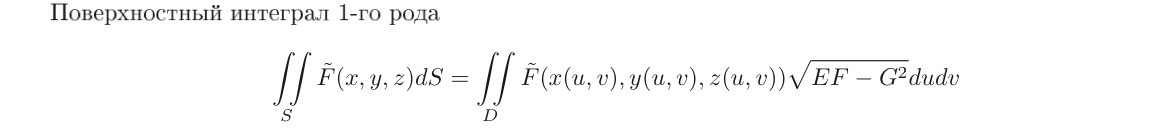 Поверхностный интеграл 1-го рода
∬_S F̃(x, y, z)dS = ∬_D F̃(x(u, v), y(u, v), z(u, v))√(EF − G²)dudv